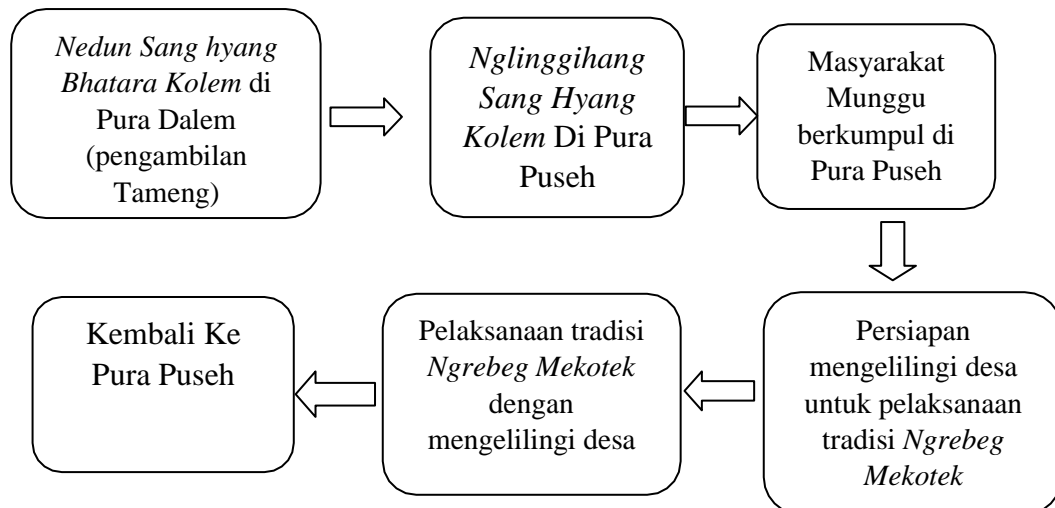 Nedun Sang hyang
Bhatara Kolem di
Pura Dalem
(pengambilan
Tameng)
Nglinggihang
Sang Hyang
Kolem Di Pura
Puseh
Masyarakat
Munggu
berkumpul di
Pura Puseh
Persiapan
mengelilingi desa
untuk pelaksanaan
tradisi Ngrebeg
Mekotek
Pelaksanaan tradisi
Ngrebeg Mekotek
dengan
mengelilingi desa
Kembali Ke
Pura Puseh